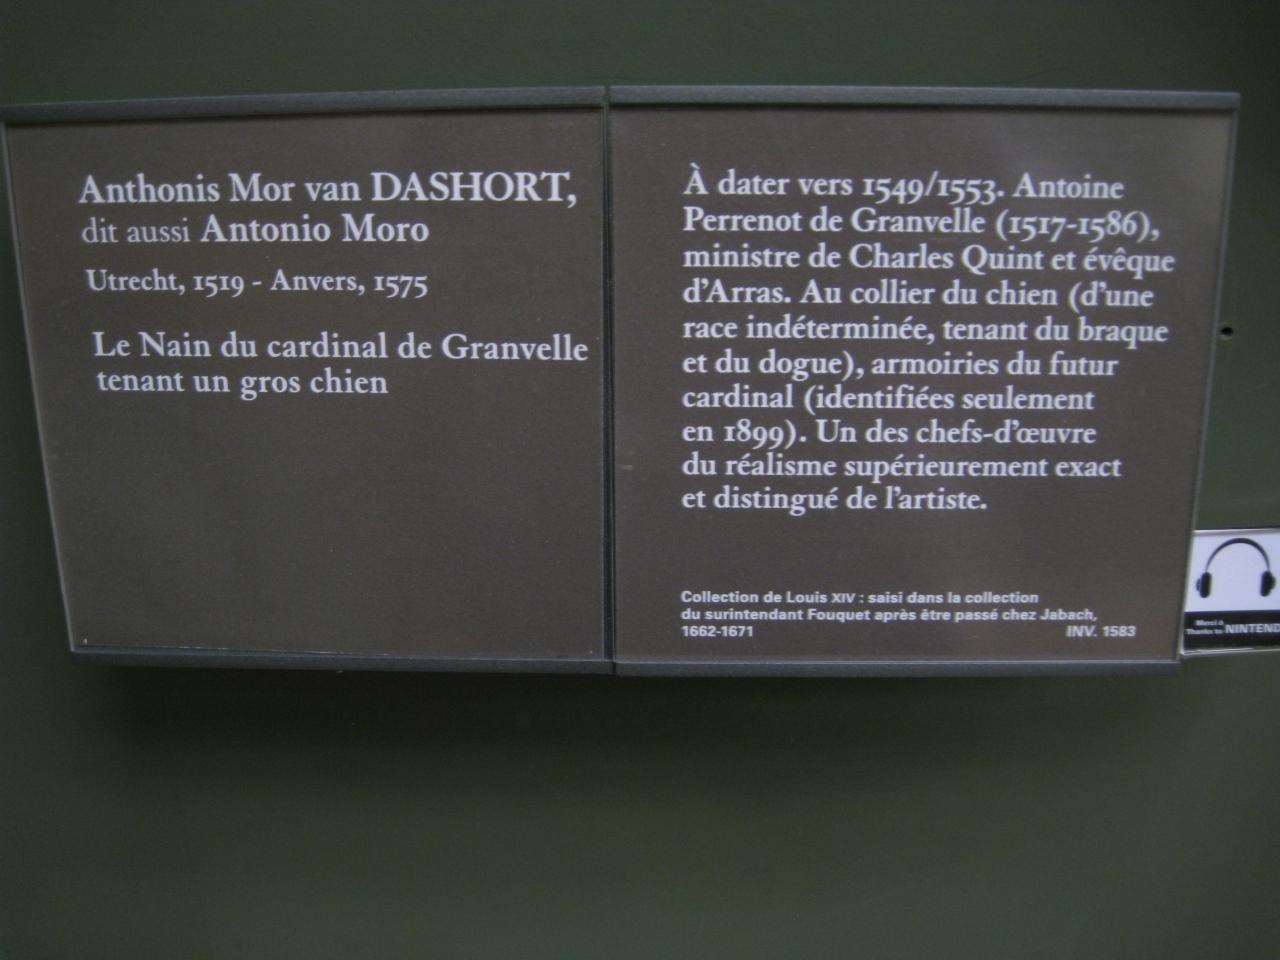 Anthonis Mor van DASHORT,
dit aussi Antonio Moro
Utrecht, 1519 - Anvers, 1575
Le Nain du cardinal de Granvelle
tenant un gros chien
À dater vers 1549/1553. Antoine
Perrenot de Granvelle (1517-1586),
ministre de Charles Quint et évêque
d'Arras. Au collier du chien (d'une
race indéterminée, tenant du braque
et du dogue), armoiries du futur
cardinal (identifiées seulement
en 1899). Un des chefs-d'œuvre
du réalisme supérieurement exact
et distingué de l'artiste.
Collection de Louis XIV : saisi dans la collection
du surintendant Fouquet après être passé chez Jabach,
1662-1671 INV. 1583
Merci à
Thanks to NINTEND